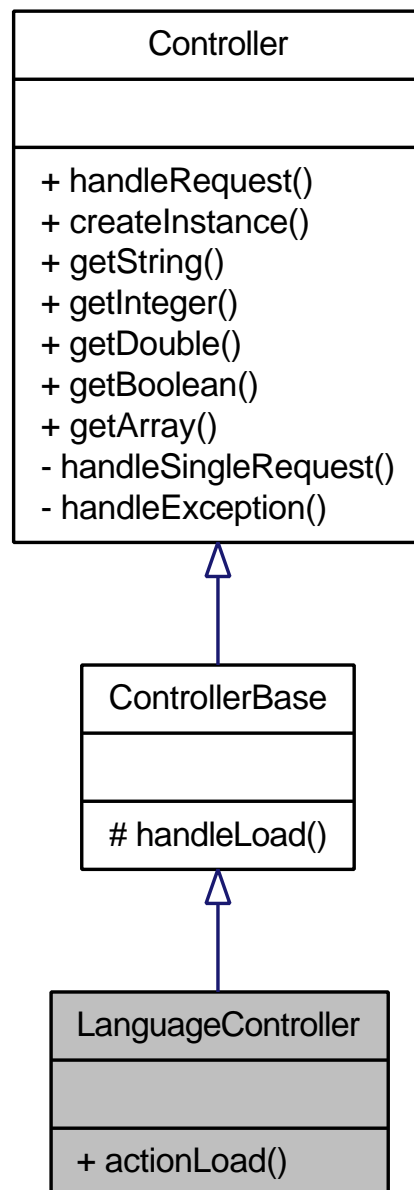 Controller
+ handleRequest()
+ createInstance()
+ getString()
+ getInteger()
+ getDouble()
+ getBoolean()
+ getArray()
- handleSingleRequest()
- handleException()
ControllerBase
# handleLoad()
LanguageController
+ actionLoad()